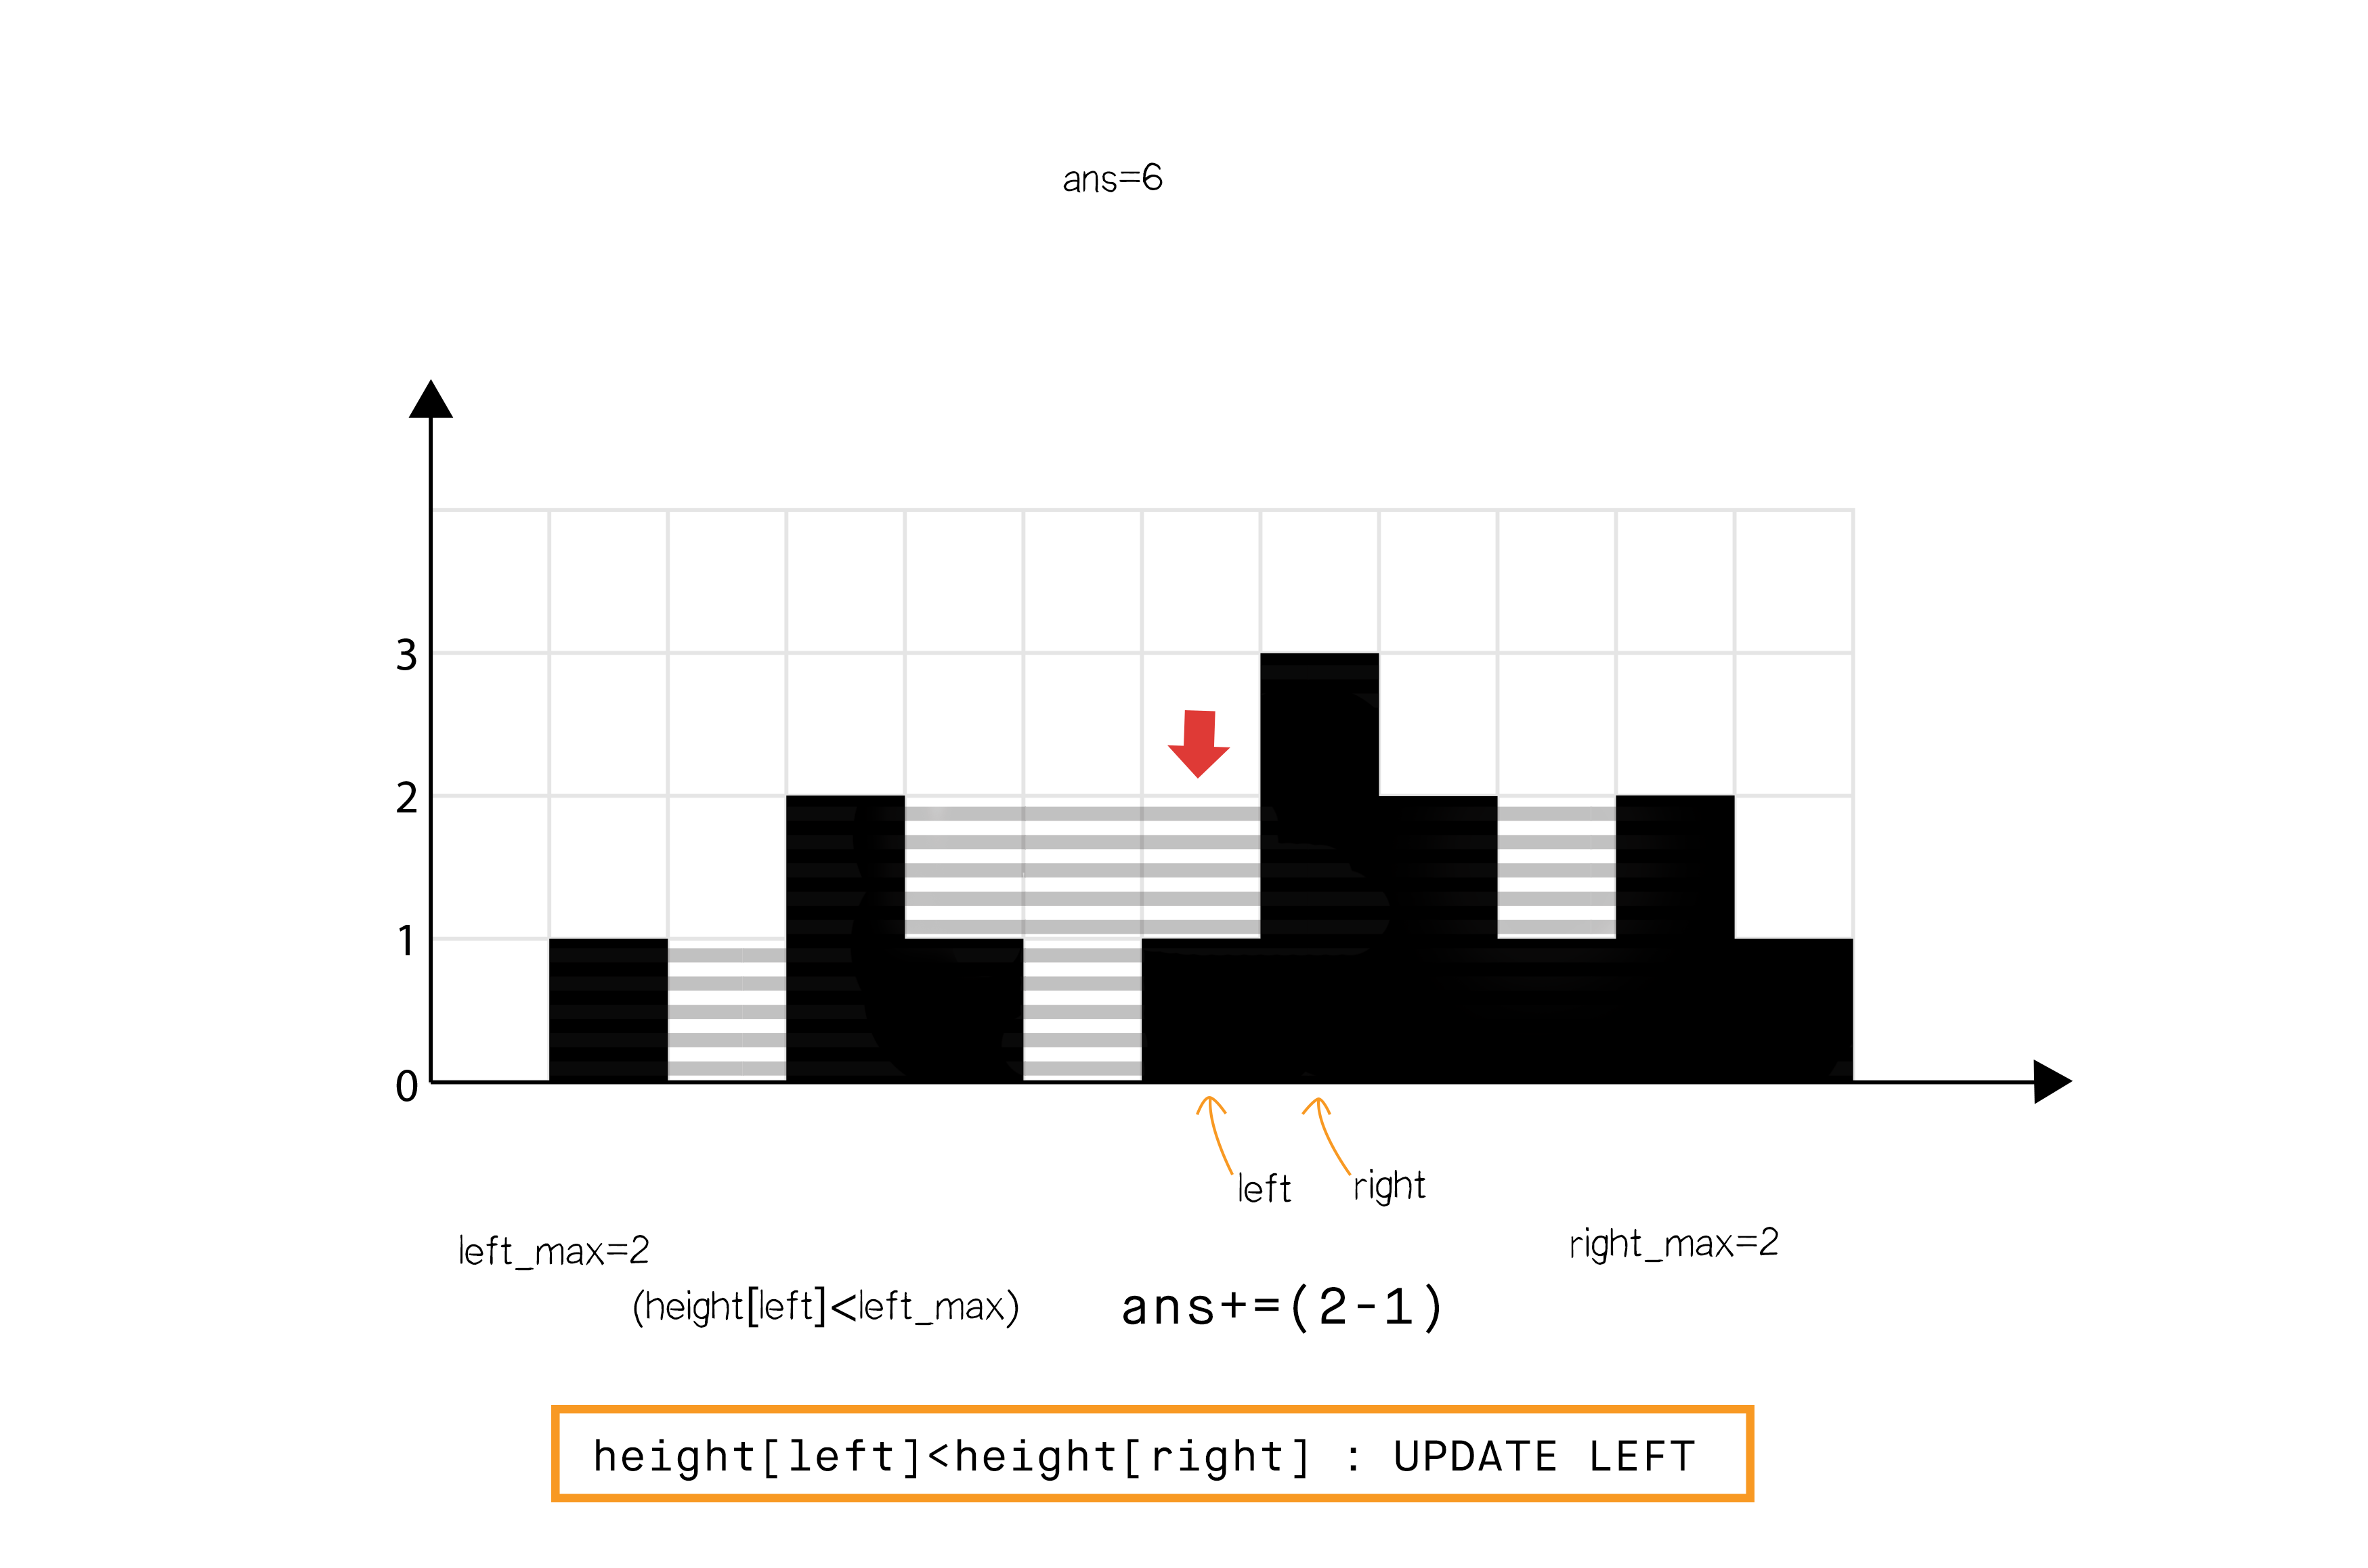 ans=6
3
2
1
0
left right
left_max=2 right_max=2
(height[left]<left_max) ans+=(2-1)
height[left]<height[right] : UPDATE LEFT